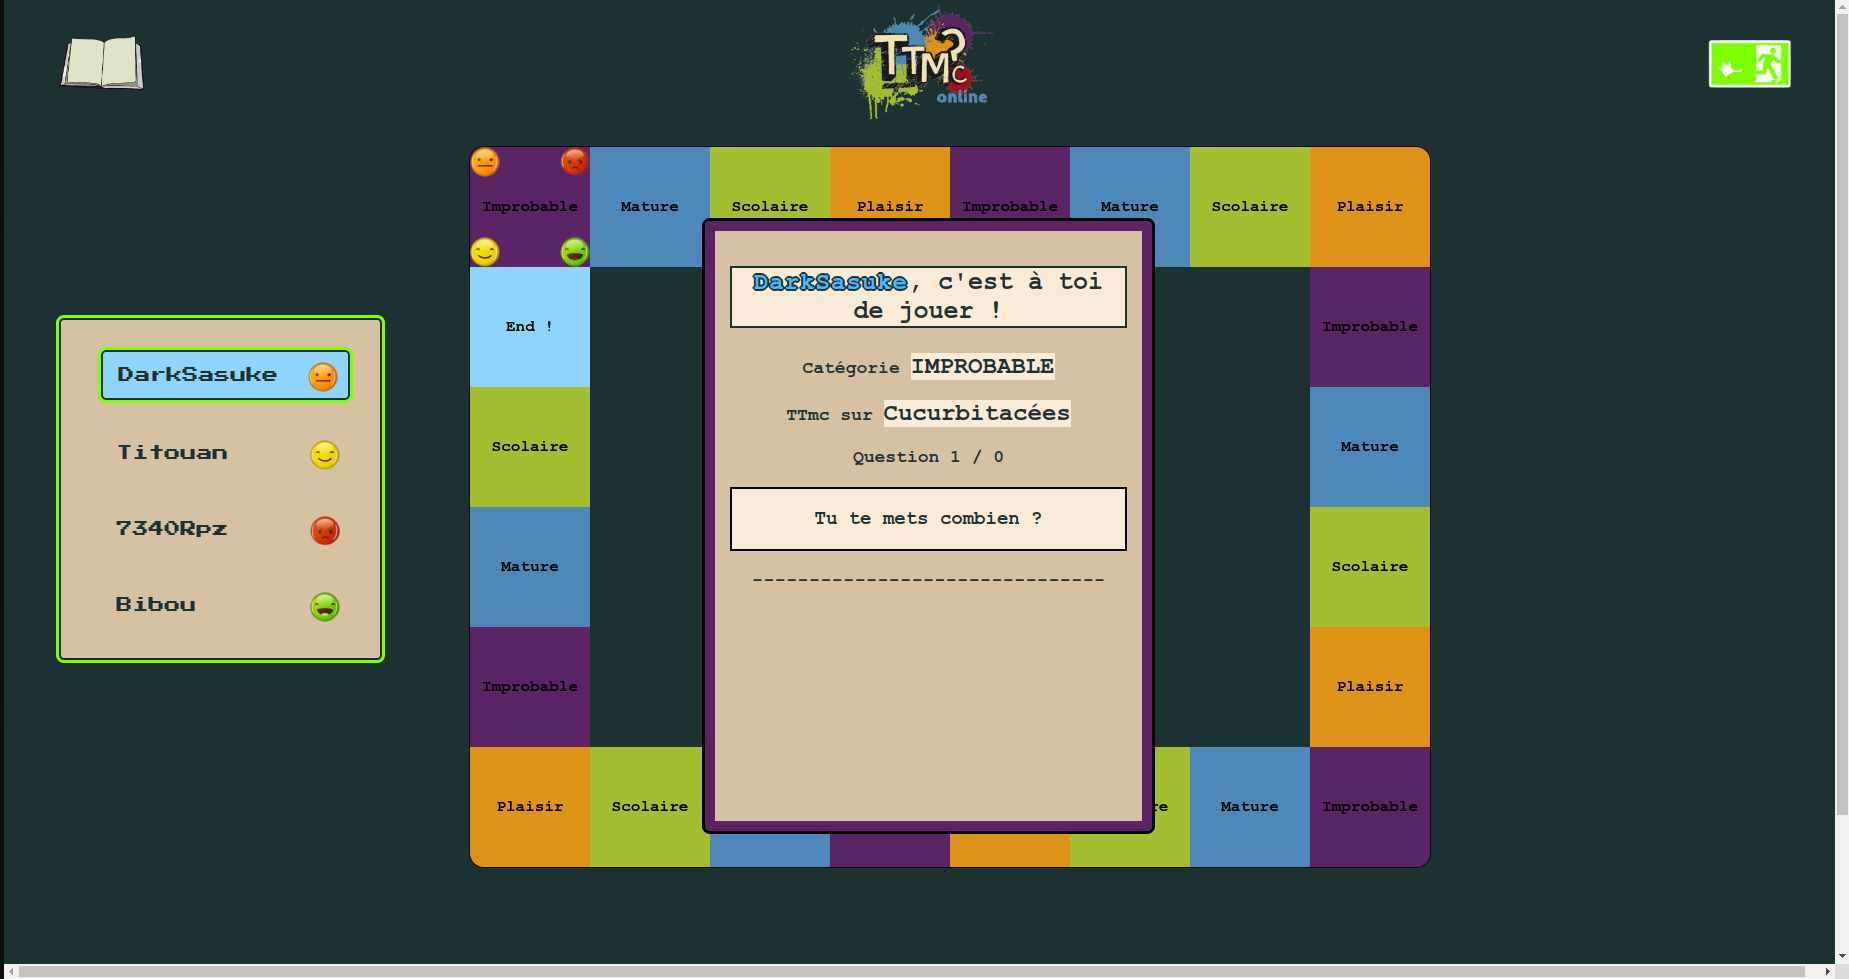 TTMC?
online
Improbable
Mature
Scolaire
Plaisir
Improbable
Mature
Scolaire
Plaisir
DarkSasuke, c'est à toi
de jouer !
Catégorie IMPROBABLE
TTmc sur Cucurbitacées
Question 1 / 0
Tu te mets combien ?
-------------------------------
End !
Scolaire
Mature
Improbable
Plaisir
Scolaire
re
Mature
Improbable
Improbable
Mature
Scolaire
Plaisir
DarkSasuke
Titouan
7340Rpz
Bibou